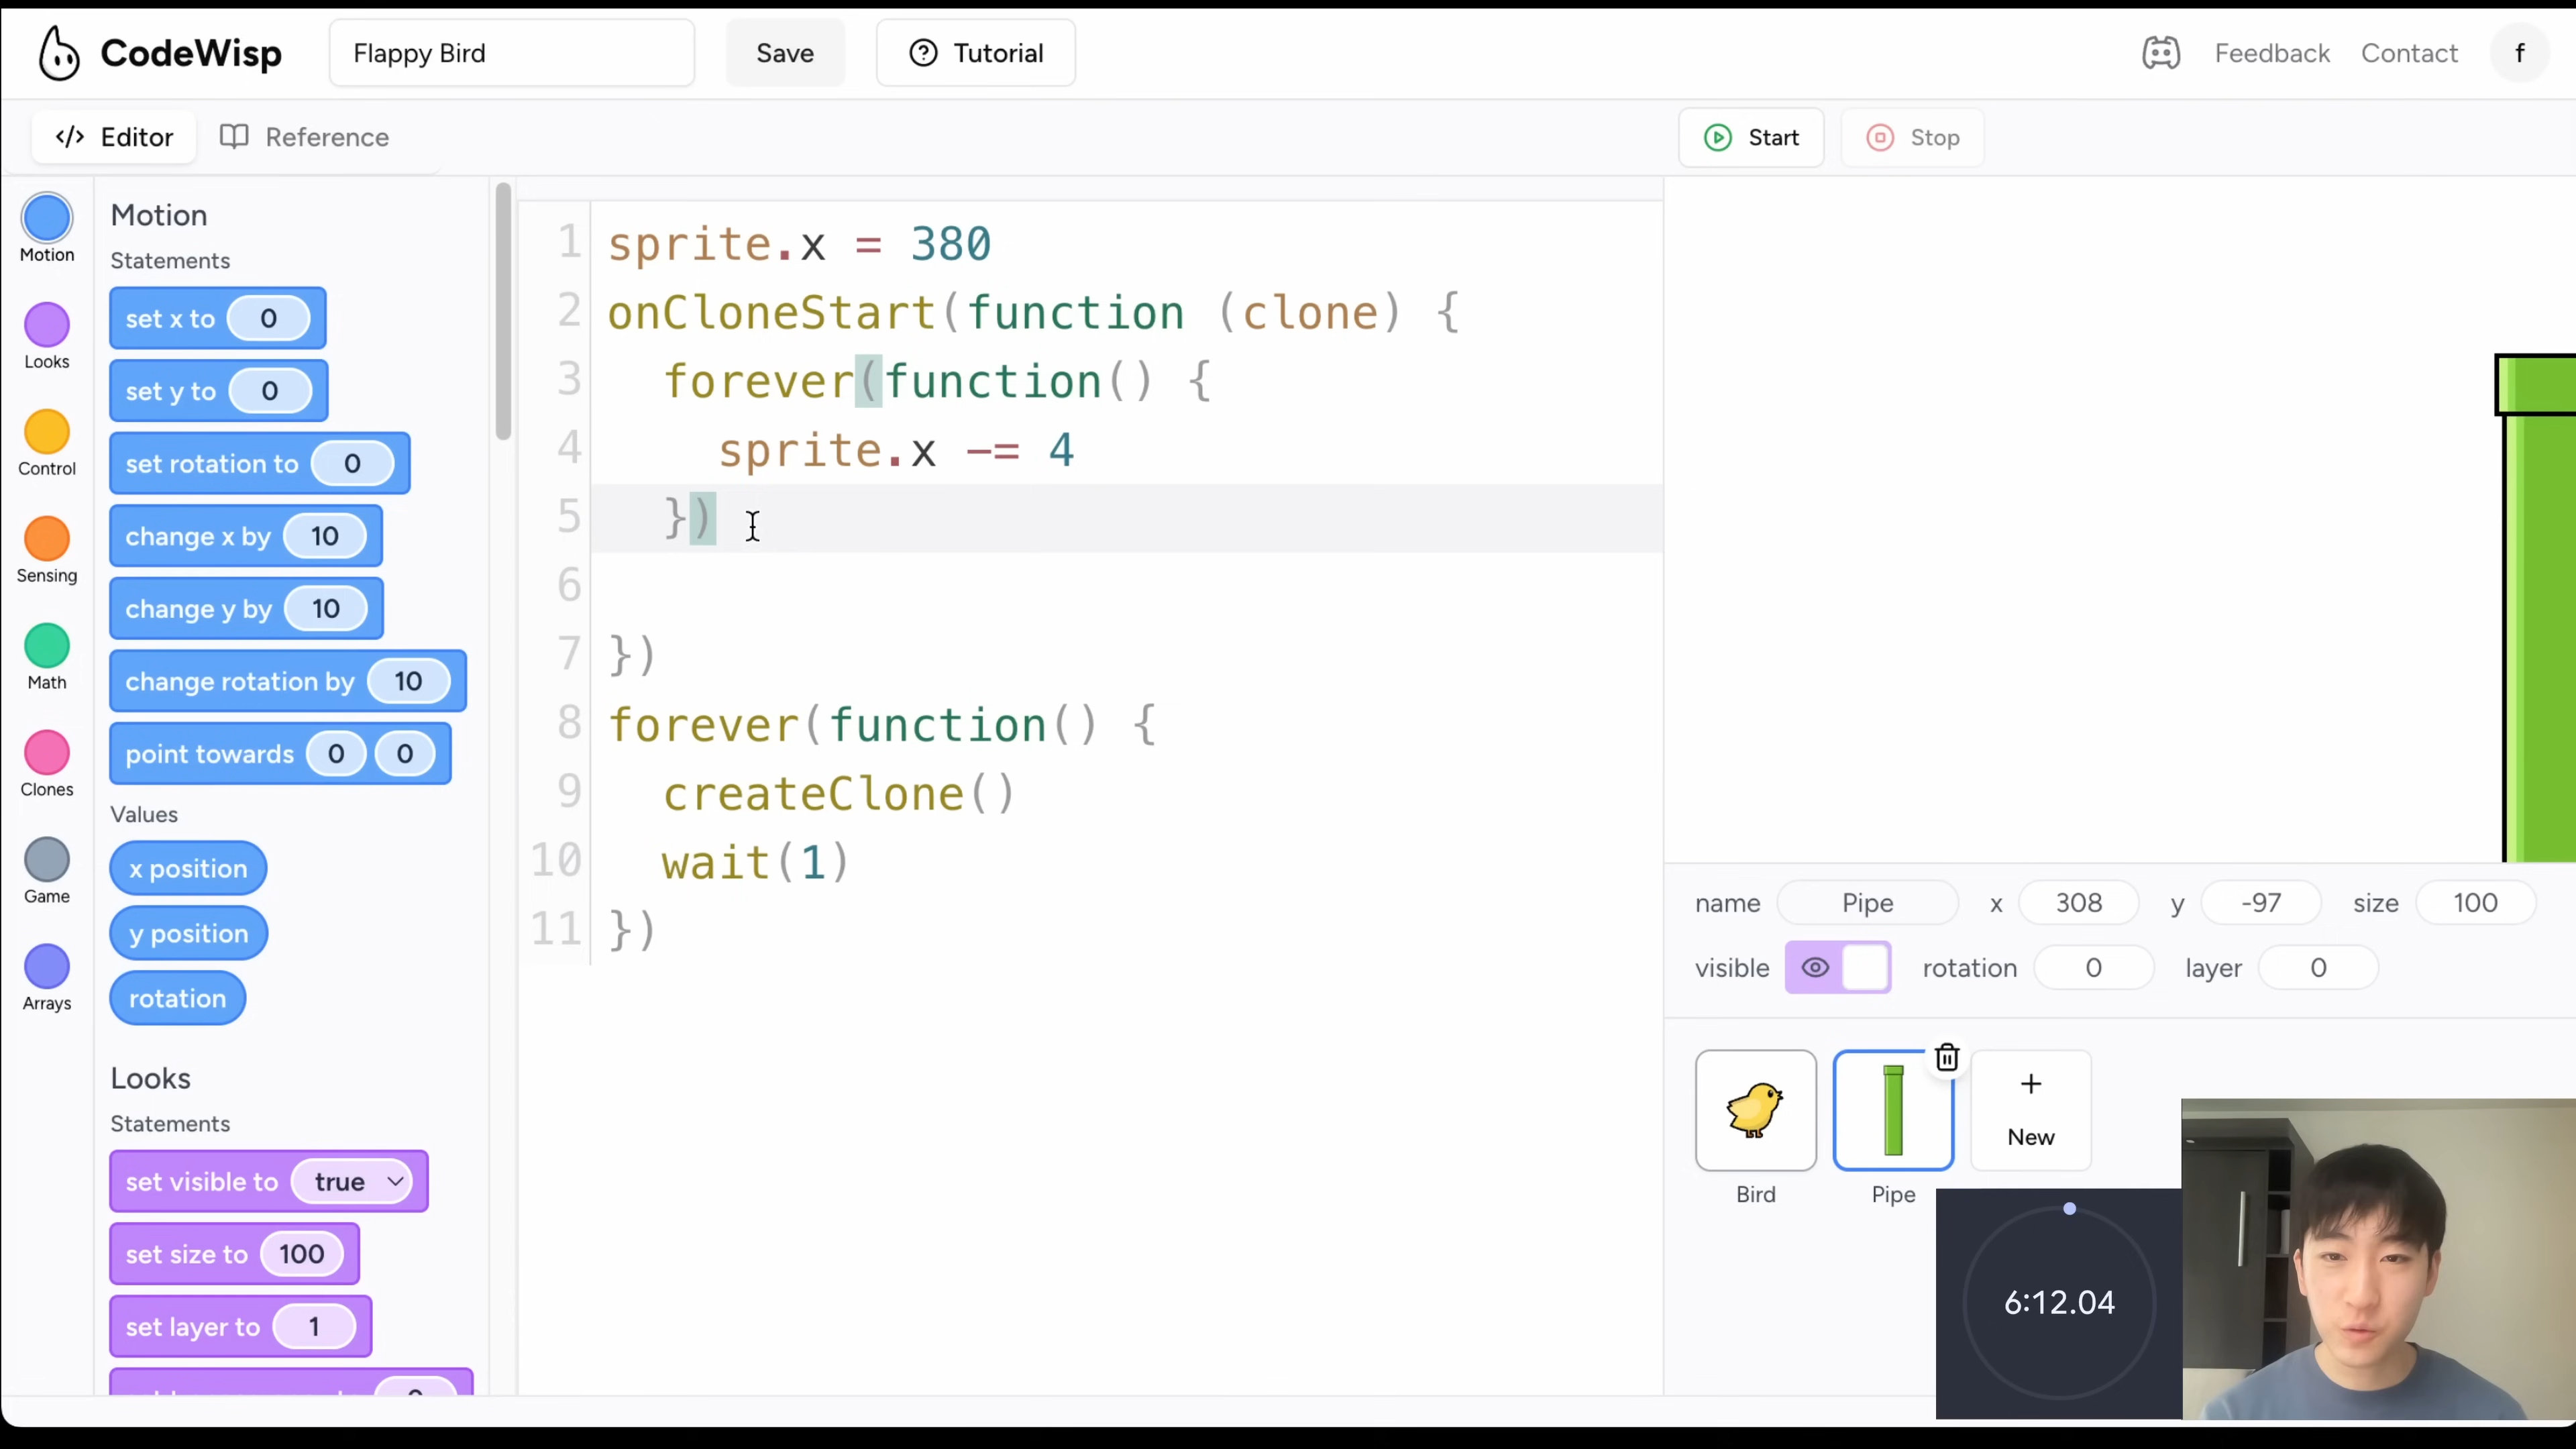 CodeWisp
Flappy Bird
Save
Tutorial
Feedback
Contact
f
Editor
Reference
Start
Stop
Motion
Looks
Control
Sensing
Math
Clones
Game
Arrays
Motion
Statements
set x to 0
set y to 0
set rotation to 0
change x by 10
change y by 10
change rotation by 10
point towards 0 0
Values
x position
y position
rotation
Looks
Statements
set visible to true
set size to 100
set layer to 1
1 sprite.x = 380
2 onCloneStart(function (clone) {
3 forever(function() {
4 sprite.x -= 4
5 })
6
7 })
8 forever(function() {
9 createClone()
10 wait(1)
11 })
name Pipe x 308 y -97 size 100
visible rotation 0 layer 0
New
Bird
Pipe
6:12.04